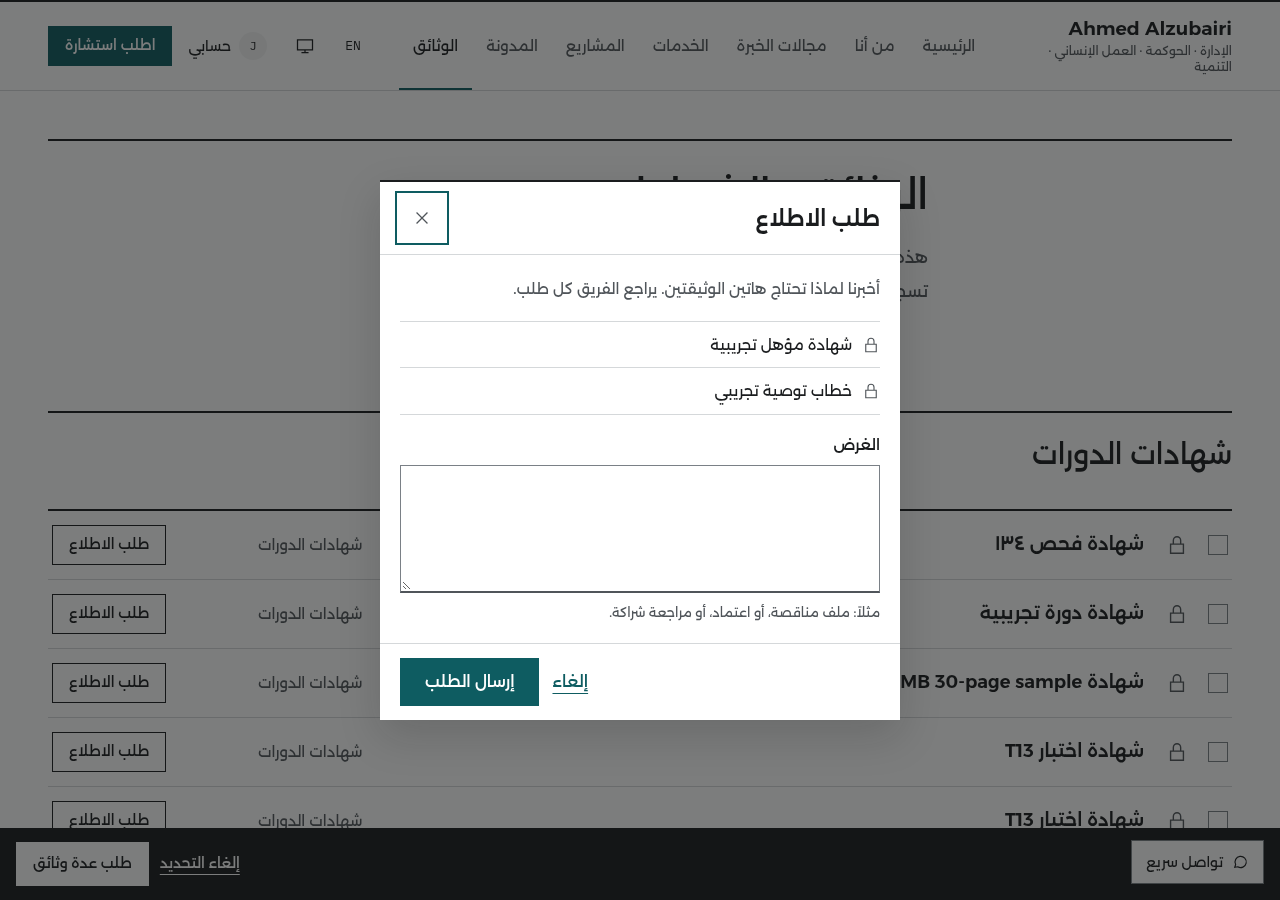 Ahmed Alzubairi
الإدارة · الحوكمة · العمل الإنساني ·
التنمية
الرئيسية
من أنا
مجالات الخبرة
الخدمات
المشاريع
المدونة
الوثائق
EN
J
حسابي
اطلب استشارة
طلب الاطلاع
أخبرنا لماذا تحتاج هاتين الوثيقتين. يراجع الفريق كل طلب.
شهادة مؤهل تجريبية
خطاب توصية تجريبي
الغرض
مثلاً: ملف مناقصة، أو اعتماد، أو مراجعة شراكة.
إلغاء
إرسال الطلب
شهادات الدورات
شهادة فحص ١٣٤
شهادات الدورات
طلب الاطلاع
شهادة دورة تجريبية
شهادات الدورات
طلب الاطلاع
شهادة MB 30-page sample
شهادات الدورات
طلب الاطلاع
شهادة اختبار T13
شهادات الدورات
طلب الاطلاع
شهادة اختبار T13
شهادات الدورات
طلب الاطلاع
تواصل سريع
إلغاء التحديد
طلب عدة وثائق